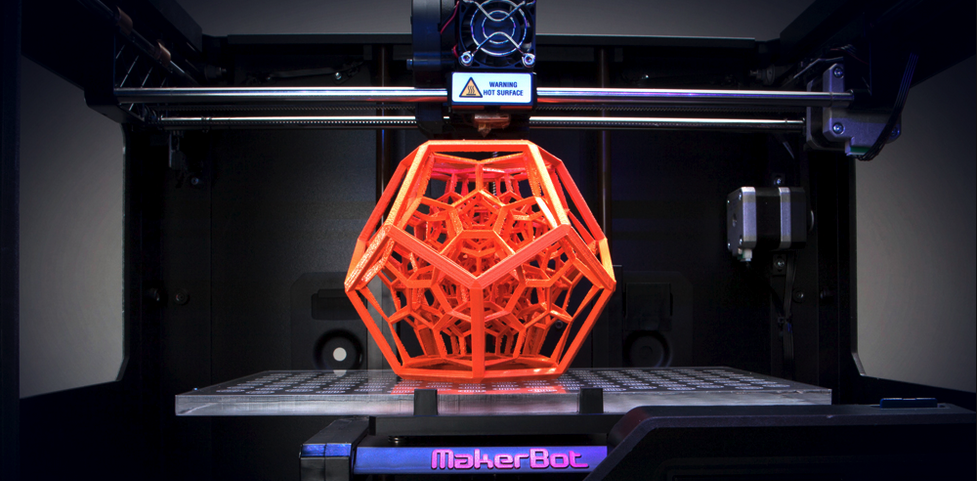 WARNING
HOT SURFACE
MakerBot